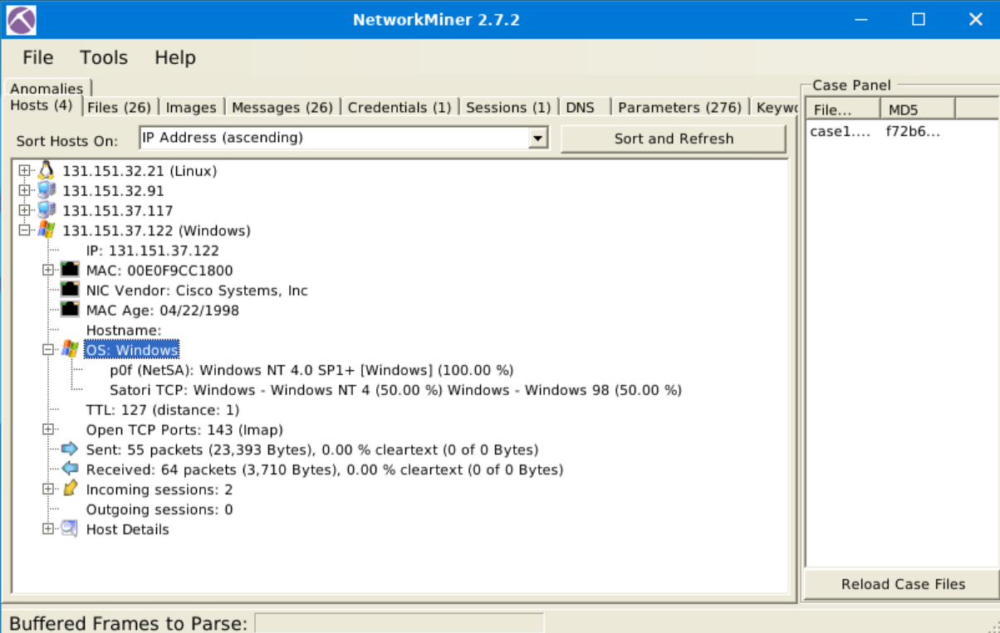 NetworkMiner 2.7.2
File Tools Help
Anomalies
Hosts (4) Files (26) Images Messages (26) Credentials (1) Sessions (1) DNS Parameters (276) Keywo
Sort Hosts On: IP Address (ascending) Sort and Refresh
131.151.32.21 (Linux)
131.151.32.91
131.151.37.117
131.151.37.122 (Windows)
IP: 131.151.37.122
MAC: 00E0F9CC1800
NIC Vendor: Cisco Systems, Inc
MAC Age: 04/22/1998
Hostname:
OS: Windows
p0f (NetSA): Windows NT 4.0 SP1+ [Windows] (100.00 %)
Satori TCP: Windows - Windows NT 4 (50.00 %) Windows - Windows 98 (50.00 %)
TTL: 127 (distance: 1)
Open TCP Ports: 143 (Imap)
Sent: 55 packets (23,393 Bytes), 0.00 % cleartext (0 of 0 Bytes)
Received: 64 packets (3,710 Bytes), 0.00 % cleartext (0 of 0 Bytes)
Incoming sessions: 2
Outgoing sessions: 0
Host Details
Case Panel
File... MD5
case1.... f72b6...
Reload Case Files
Buffered Frames to Parse: